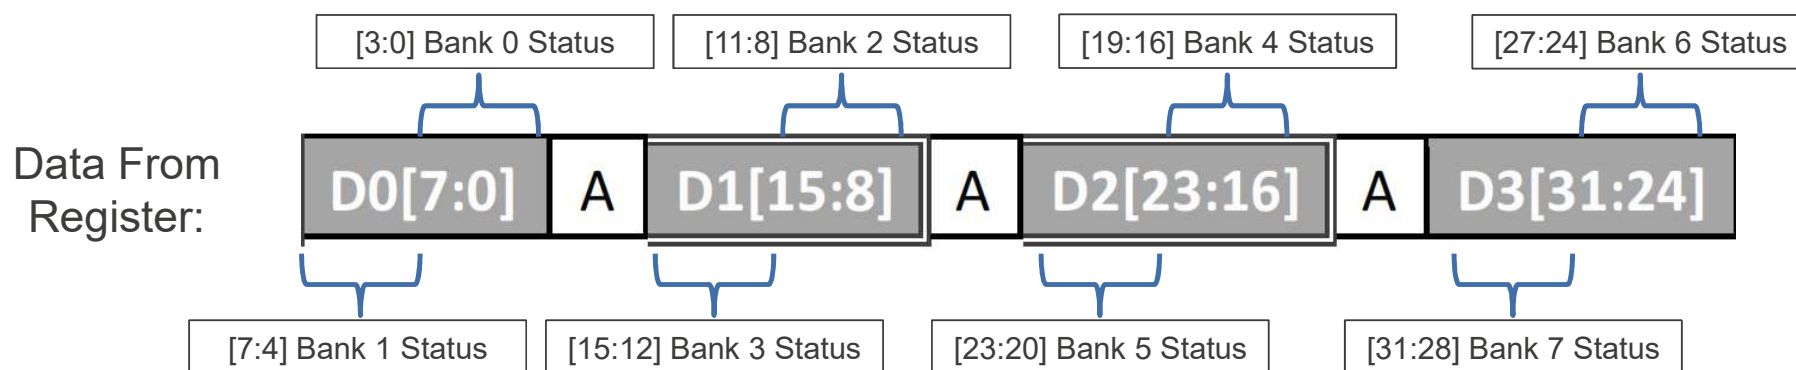 [3:0] Bank 0 Status
[11:8] Bank 2 Status
[19:16] Bank 4 Status
[27:24] Bank 6 Status
Data From
Register:
D0[7:0]
A
D1[15:8]
A
D2[23:16]
A
D3[31:24]
[7:4] Bank 1 Status
[15:12] Bank 3 Status
[23:20] Bank 5 Status
[31:28] Bank 7 Status